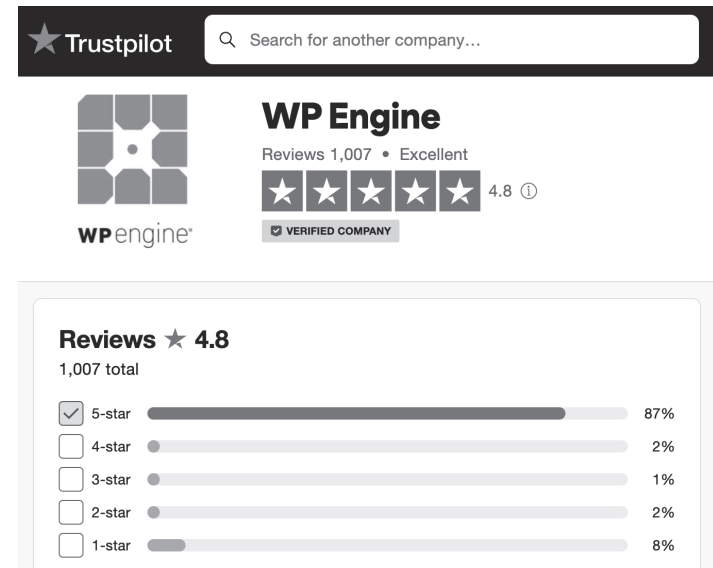 Trustpilot
Search for another company...
WP Engine
Reviews 1,007 • Excellent
4.8
WPengine®
VERIFIED COMPANY
Reviews ★ 4.8
1,007 total
5-star 87%
4-star 2%
3-star 1%
2-star 2%
1-star 8%